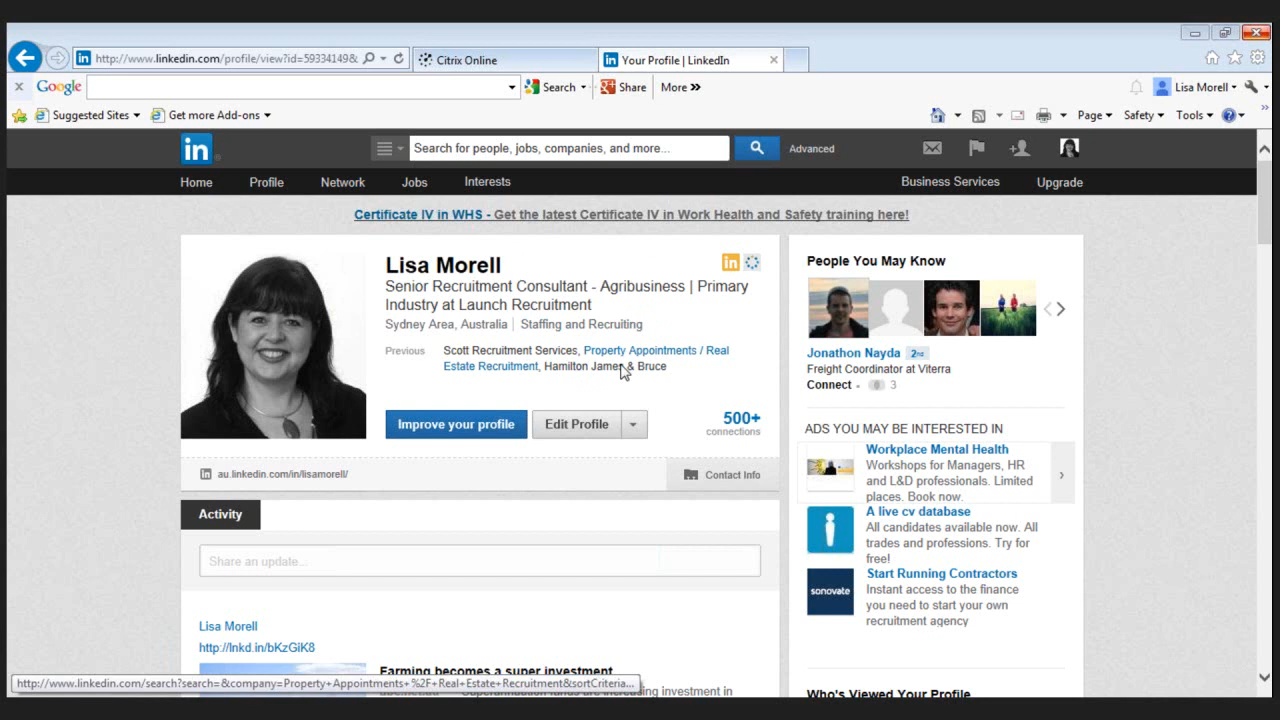 http://www.linkedin.com/profile/view?id=59334149&
Citrix Online
Your Profile | LinkedIn
Google
Search
Share
More »
Lisa Morell
Suggested Sites
Get more Add-ons
Page
Safety
Tools
in
Search for people, jobs, companies, and more...
Advanced
Home
Profile
Network
Jobs
Interests
Business Services
Upgrade
Certificate IV in WHS - Get the latest Certificate IV in Work Health and Safety training here!
Lisa Morell
in
Senior Recruitment Consultant - Agribusiness | Primary
Industry at Launch Recruitment
Sydney Area, Australia | Staffing and Recruiting
Previous
Scott Recruitment Services, Property Appointments / Real
Estate Recruitment, Hamilton James & Bruce
Improve your profile
Edit Profile
500+
connections
au.linkedin.com/in/lisamorell/
Contact Info
Activity
Share an update...
Lisa Morell
http://lnkd.in/bKzGlK8
Farming becomes a super investment
increasing investment in
http://www.linkedin.com/search?search=&company=Property+Appointments+%2F+Real+Estate+Recruitment&sortCriteria...
People You May Know
Jonathon Nayda 2nd
Freight Coordinator at Viterra
Connect
3
ADS YOU MAY BE INTERESTED IN
Workplace Mental Health
Workshops for Managers, HR
and L&D professionals. Limited
places. Book now.
A live cv database
All candidates available now. All
trades and professions. Try for
free!
sonovate
Start Running Contractors
Instant access to the finance
you need to start your own
recruitment agency
Who's Viewed Your Profile